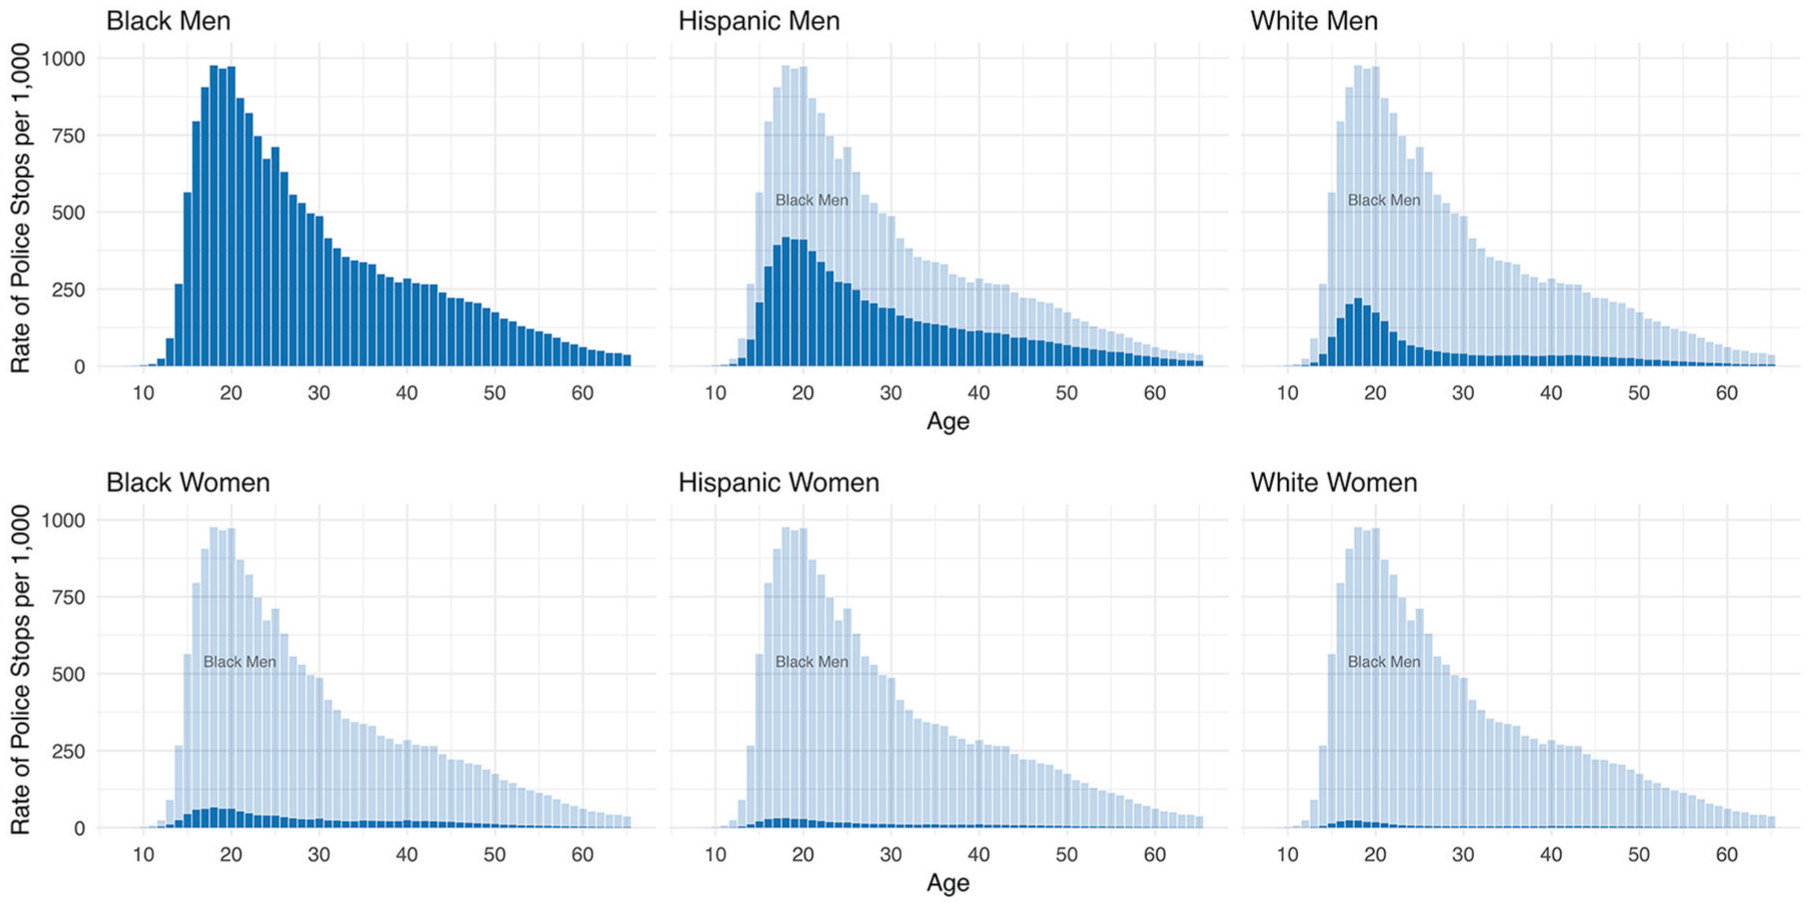 Black Men
Hispanic Men
White Men
Rate of Police Stops per 1,000
1000
750
500
250
0
Black Men
Black Men
10 20 30 40 50 60
10 20 30 40 50 60
10 20 30 40 50 60
Age
Black Women
Hispanic Women
White Women
Rate of Police Stops per 1,000
1000
750
500
250
0
Black Men
Black Men
Black Men
10 20 30 40 50 60
10 20 30 40 50 60
10 20 30 40 50 60
Age